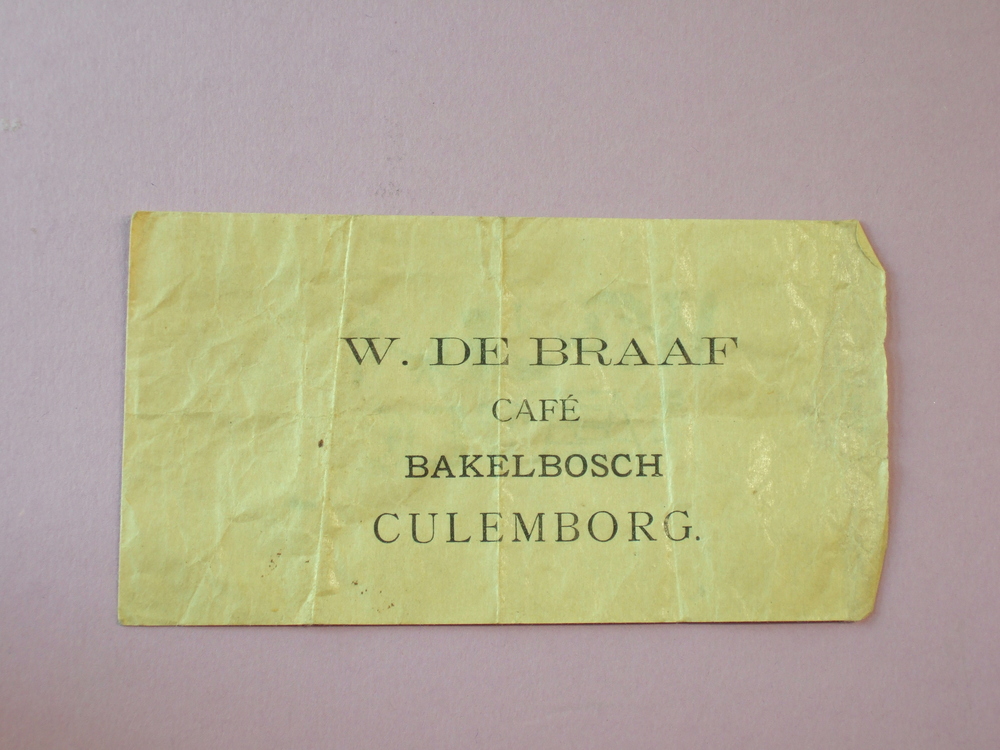 W. DE BRAAF
CAFÉ
BAKELBOSCH
CULEMBORG.